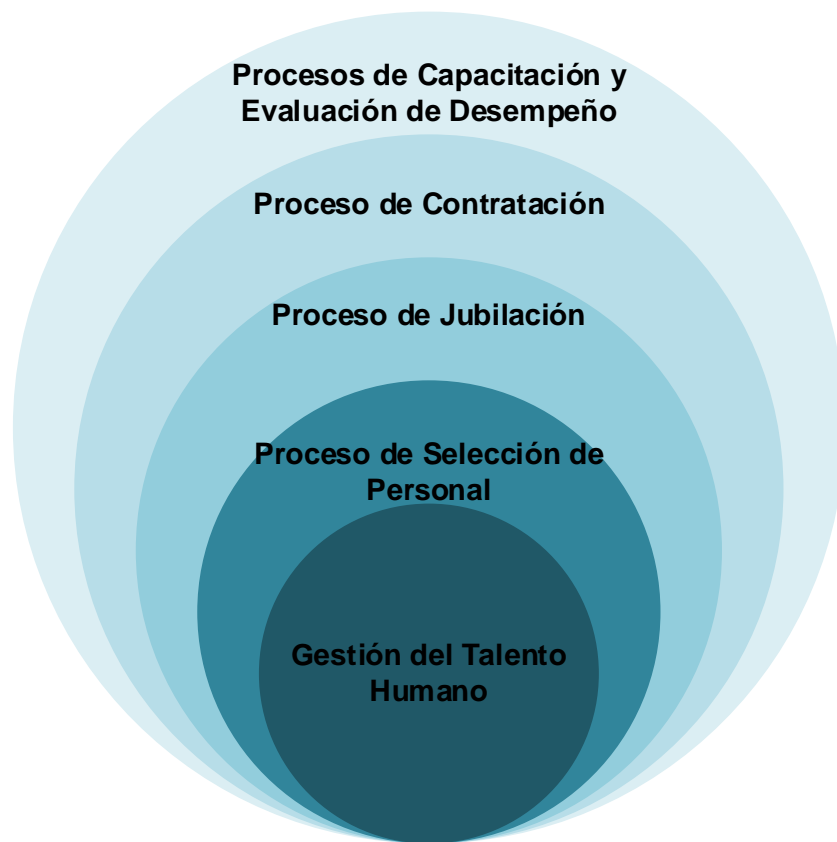 Procesos de Capacitación y
Evaluación de Desempeño
Proceso de Contratación
Proceso de Jubilación
Proceso de Selección de
Personal
Gestión del Talento
Humano